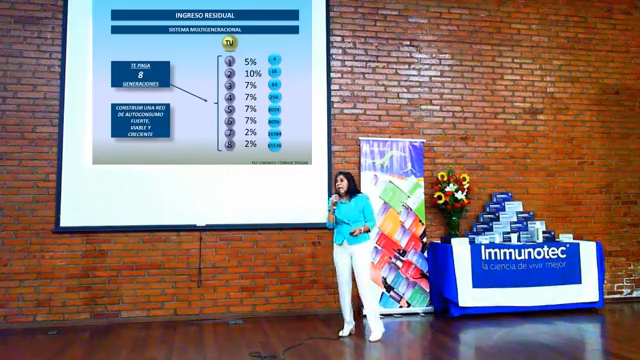 INGRESO RESIDUAL
SISTEMA MULTIGENERACIONAL
TU
TE PAGA
8
GENERACIONES
CONSTRUIR UNA RED
DE AUTOCONSUMO
FUERTE,
VIABLE Y
CRECIENTE
1 5% 4
2 10% 16
3 7% 64
4 7% 256
5 7% 1024
6 7% 4096
7 2% 16384
8 2% 65536
Immunotec
la ciencia de vivir mejor